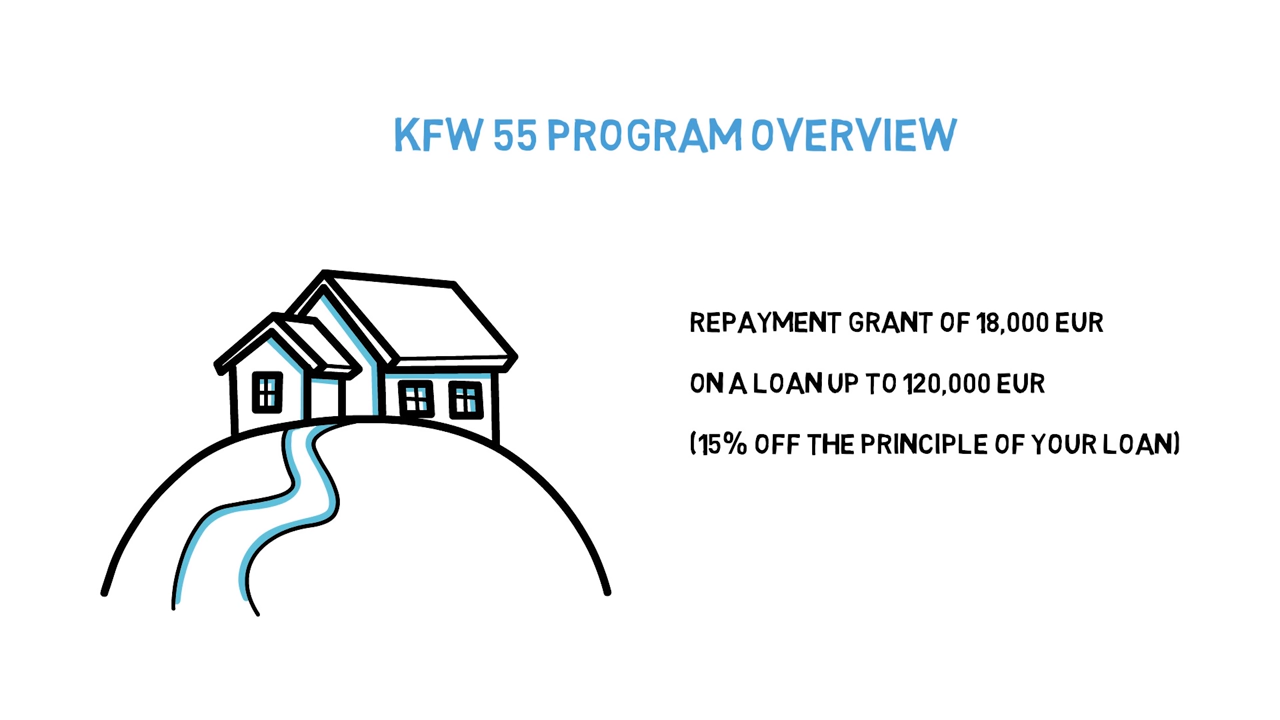 KFW 55 PROGRAM OVERVIEW
REPAYMENT GRANT OF 18,000 EUR
ON A LOAN UP TO 120,000 EUR
(15% OFF THE PRINCIPLE OF YOUR LOAN)